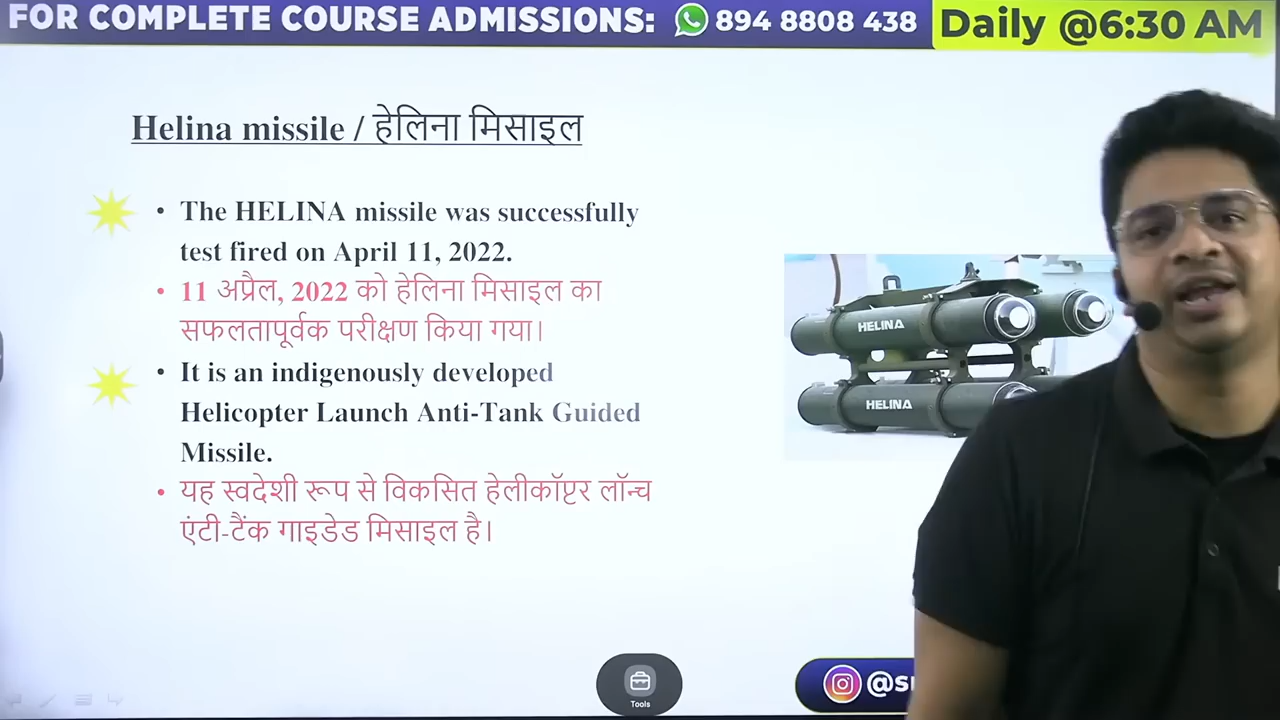 FOR COMPLETE COURSE ADMISSIONS: 894 8808 438
Daily @6:30 AM
Helina missile / हेलिना मिसाइल
• The HELINA missile was successfully
test fired on April 11, 2022.
• 11 अप्रैल, 2022 को हेलिना मिसाइल का
सफलतापूर्वक परीक्षण किया गया।
• It is an indigenously developed
Helicopter Launch Anti-Tank Guided
Missile.
• यह स्वदेशी रूप से विकसित हेलीकॉप्टर लॉन्च
एंटी-टैंक गाइडेड मिसाइल है।
HELINA
HELINA
Tools